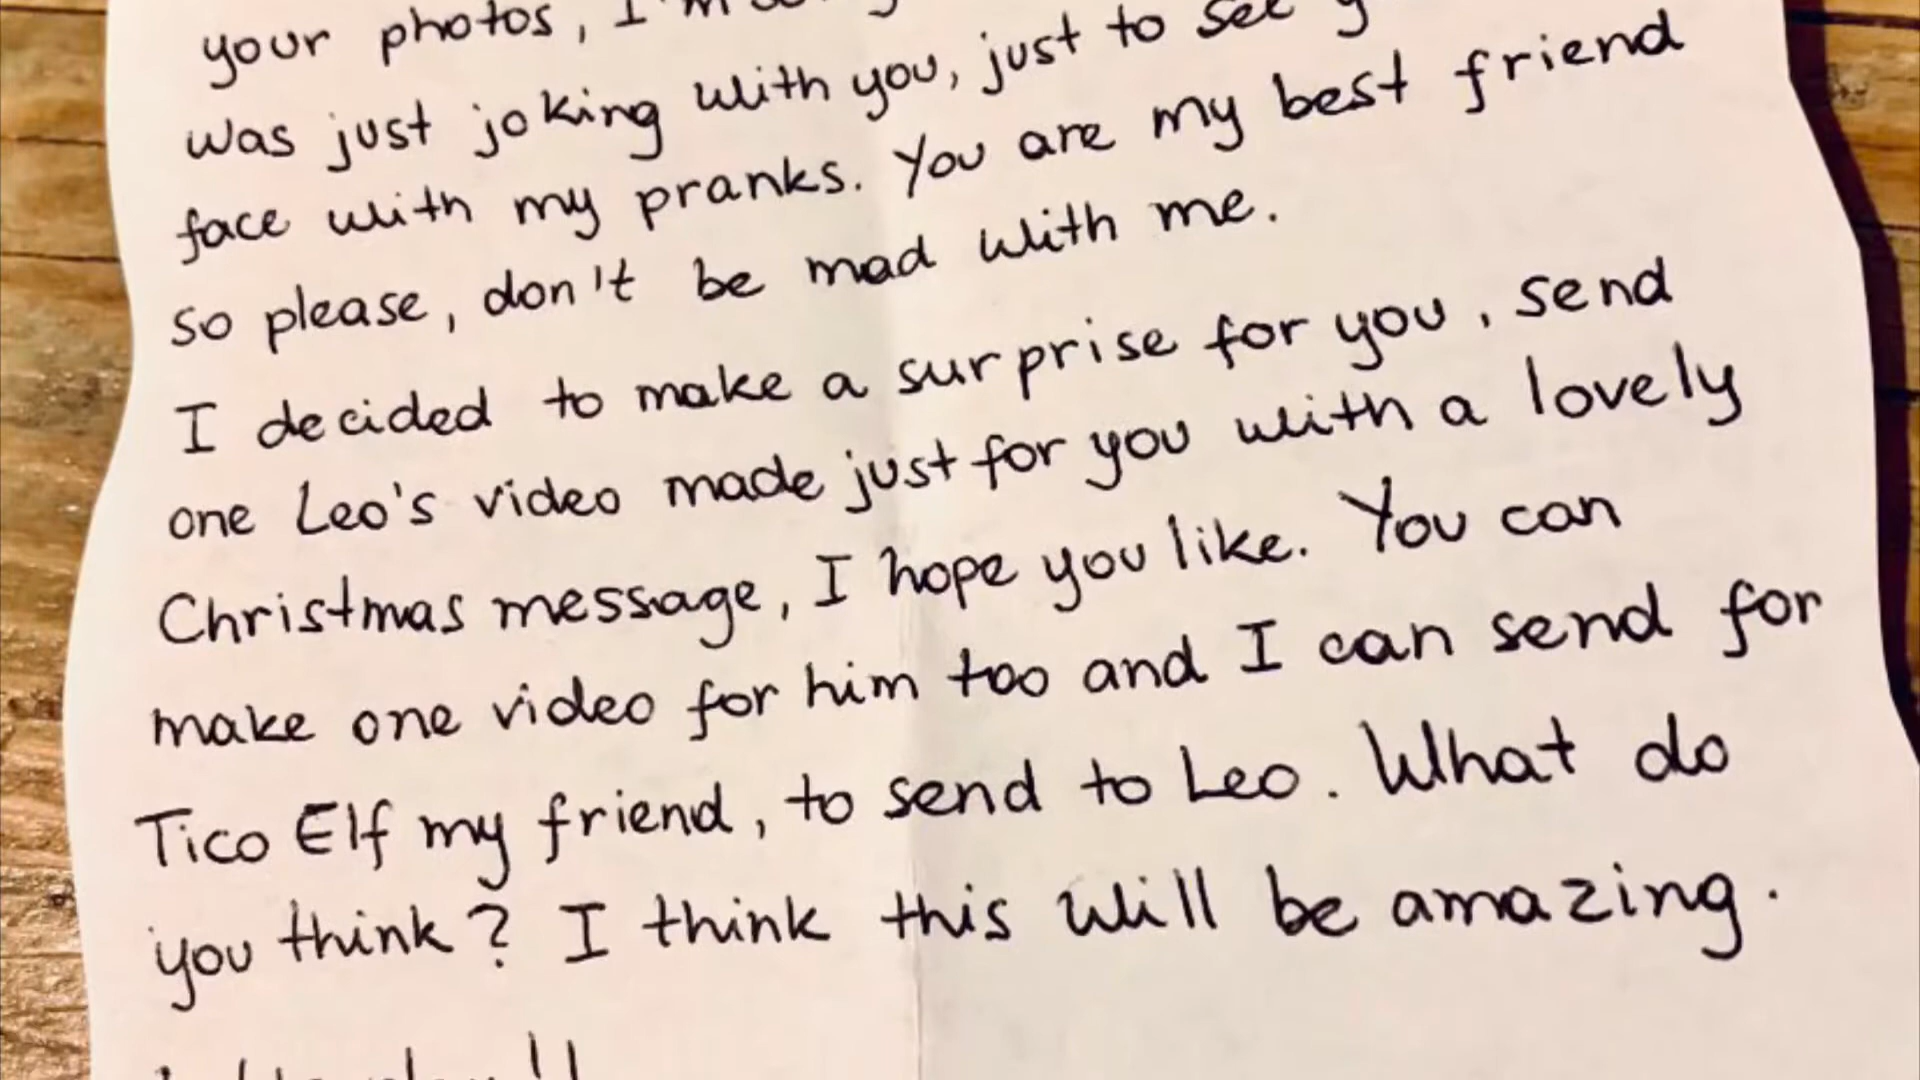 your photos, I'm
was just joking with you, just to see
face with my pranks. You are my best friend
so please, don't be mad with me.
I decided to make a surprise for you, send
one Leo's video made just for you with a lovely
Christmas message, I hope you like. You can
make one video for him too and I can send for
Tico Elf my friend, to send to Leo. What do
you think? I think this will be amazing.